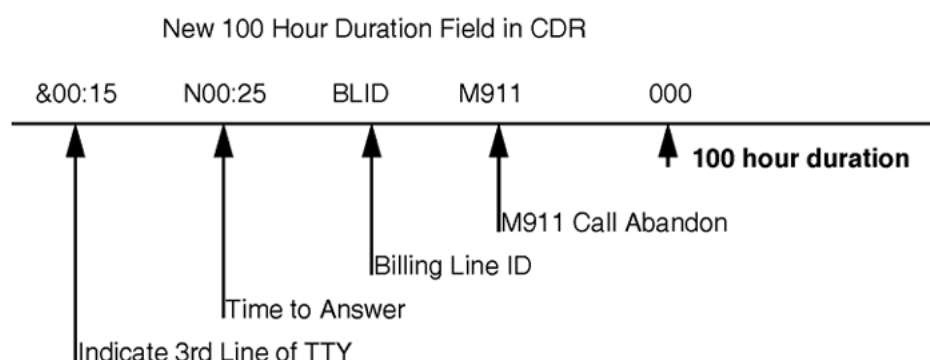 New 100 Hour Duration Field in CDR
&00:15 N00:25 BLID M911 000
100 hour duration
M911 Call Abandon
Billing Line ID
Time to Answer
Indicate 3rd Line of TTY